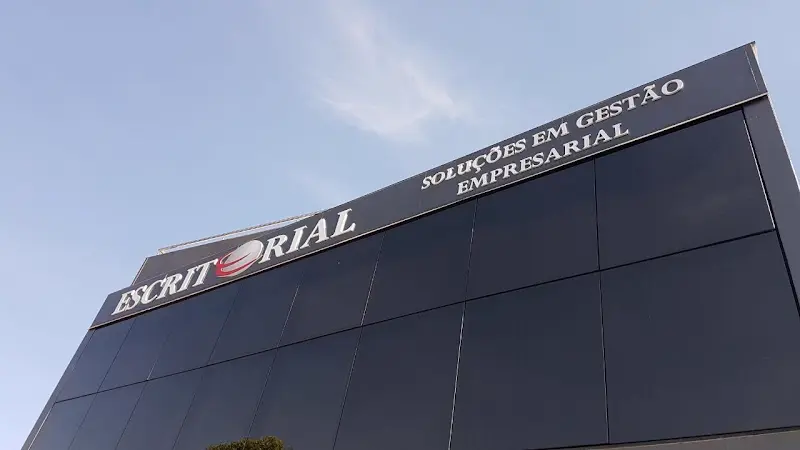 ESCRITORIAL
SOLUÇÕES EM GESTÃO
EMPRESARIAL